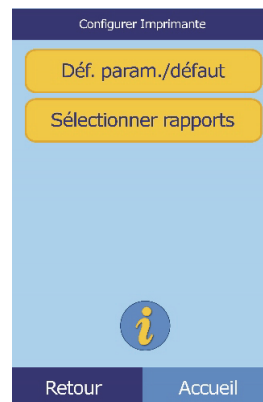 Configurer Imprimante
Déf. param./défaut
Sélectionner rapports
i
Retour Accueil